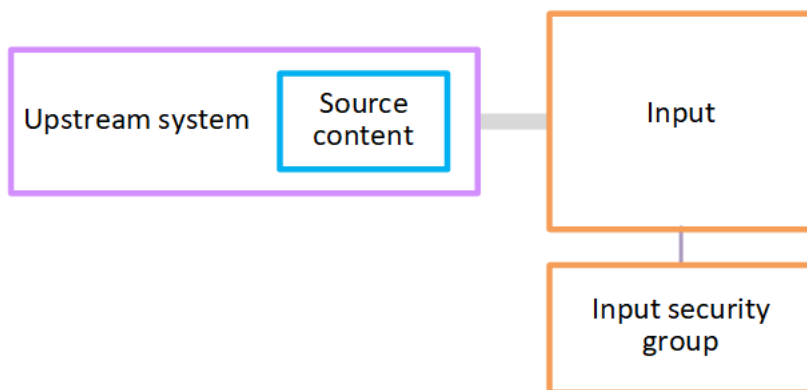 Upstream system
Source
content
Input
Input security
group